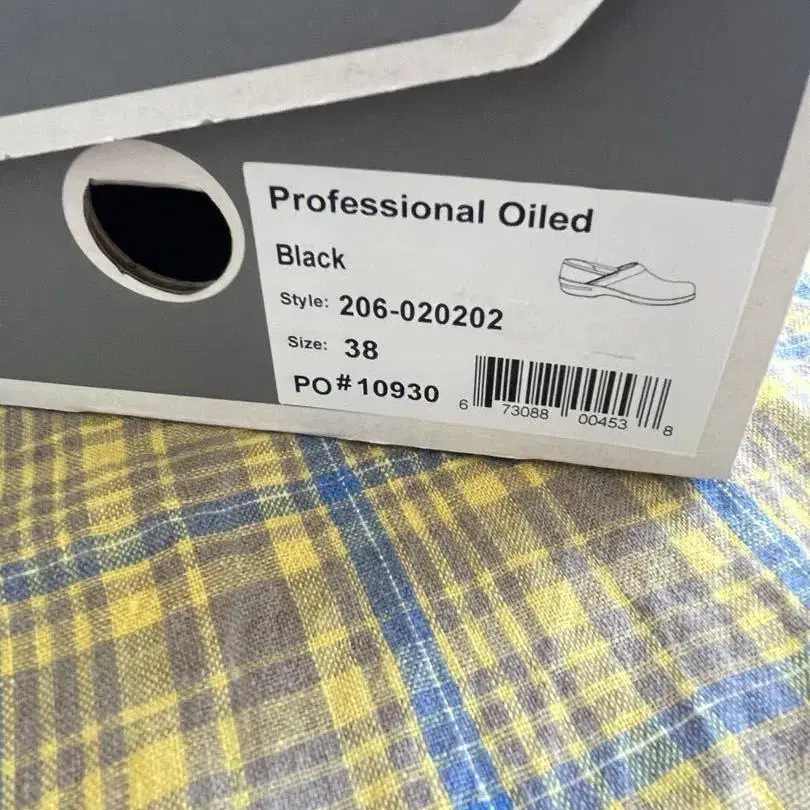 Professional Oiled
Black
Style: 206-020202
Size: 38
PO#10930
6 73088 00453 8